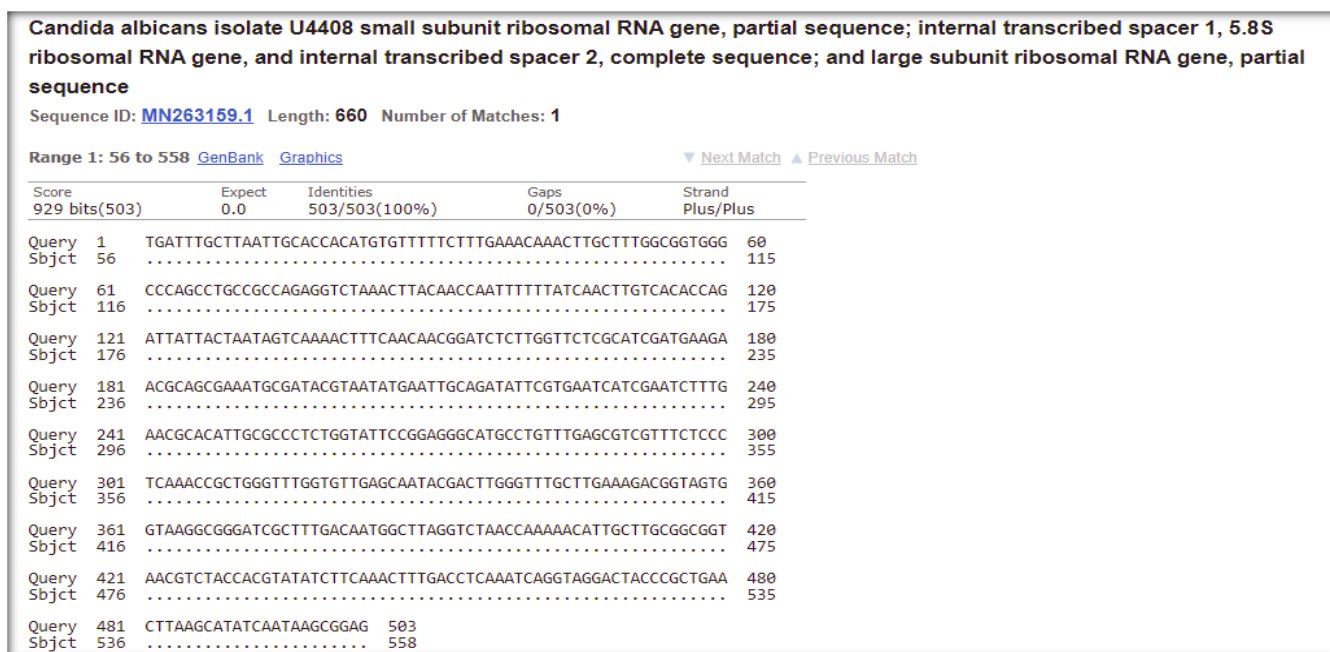 Candida albicans isolate U4408 small subunit ribosomal RNA gene, partial sequence; internal transcribed spacer 1, 5.8S
ribosomal RNA gene, and internal transcribed spacer 2, complete sequence; and large subunit ribosomal RNA gene, partial
sequence
Sequence ID: MN263159.1 Length: 660 Number of Matches: 1
Range 1: 56 to 558 GenBank Graphics ▼ Next Match ▲ Previous Match
Score Expect Identities Gaps Strand
929 bits(503) 0.0 503/503(100%) 0/503(0%) Plus/Plus
Query 1 TGATTTGCTTAATTGCACCACATGTGTTTTTCTTTGAAACAAACTTGCTTTGGCGGTGGG 60
Sbjct 56 ............................................................ 115
Query 61 CCCAGCCTGCCGCCAGAGGTCTAAACTTACAACCAATTTTTTATCAACTTGTCACACCAG 120
Sbjct 116 ............................................................ 175
Query 121 ATTATTACTAATAGTCAAAACTTTCAACAACGGATCTCTTGGTTCTCGCATCGATGAAGA 180
Sbjct 176 ............................................................ 235
Query 181 ACGCAGCGAAATGCGATACGTAATATGAATTGCAGATATTCGTGAATCATCGAATCTTTG 240
Sbjct 236 ............................................................ 295
Query 241 AACGCACATTGCGCCCTCTGGTATTCCGGAGGGCATGCCTGTTTGAGCGTCGTTTCTCCC 300
Sbjct 296 ............................................................ 355
Query 301 TCAAACCGCTGGGTTTGGTGTTGAGCAATACGACTTGGGTTTGCTTGAAAGACGGTAGTG 360
Sbjct 356 ............................................................ 415
Query 361 GTAAGGCGGGATCGCTTTGACAATGGCTTAGGTCTAACCAAAAACATTGCTTGCGGCGGT 420
Sbjct 416 ............................................................ 475
Query 421 AACGTCTACCACGTATATCTTCAAACTTTGACCTCAAATCAGGTAGGACTACCCGCTGAA 480
Sbjct 476 ............................................................ 535
Query 481 CTTAAGCATATCAATAAGCGGAG 503
Sbjct 536 ....................... 558